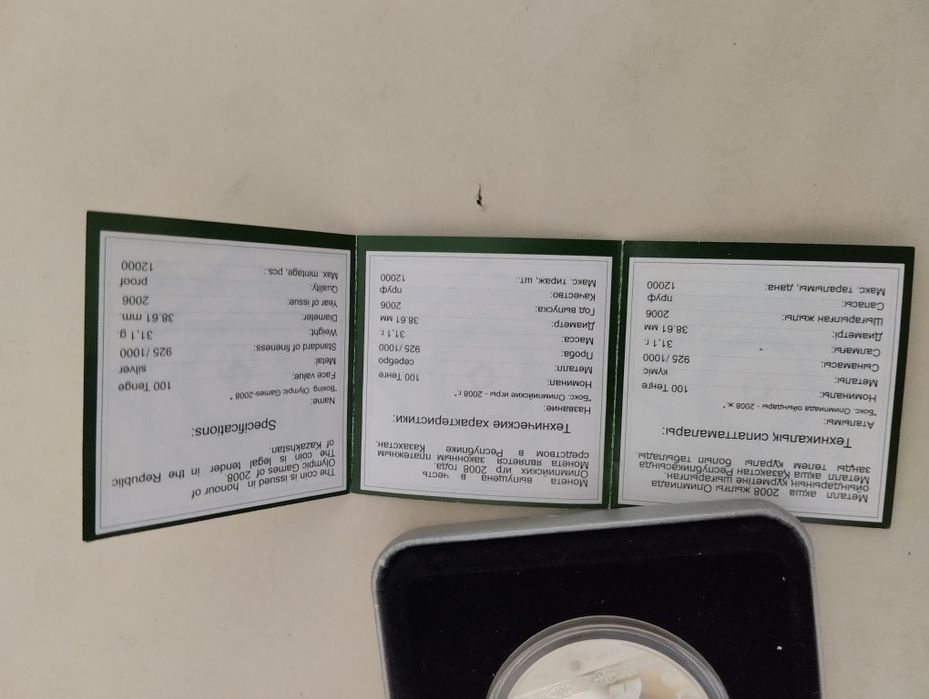 Металл ақша 2008 жылғы Олимпиада
ойындарының құрметіне шығарылған.
Металл ақша Қазақстан Республикасында
заңды төлем құралы болып табылады.
Техникалық сипаттамалары:
Аталымы:
"Бокс. Олимпиада ойындары - 2008 ж."
Номиналы: 100 Теңге
Металы: күміс
Сынамасы: 925 /1000
Салмағы: 31,1 г.
Диаметрі: 38.61 мм
Шығарылған жылы: 2006
Сапасы: пруф
Макс. таралымы, дана: 12000
Монета выпущена в честь
Олимпийских игр 2008 года.
Монета является законным платежным
средством в Республике Казахстан.
Технические характеристики:
Название:
"Бокс. Олимпийские игры - 2008 г."
Номинал: 100 Тенге
Металл: серебро
Проба: 925 /1000
Масса: 31,1 г.
Диаметр: 38.61 мм
Год выпуска: 2006
Качество: пруф
Макс. тираж, шт.: 12000
The coin is issued in honour of
Olympic Games 2008.
The coin is legal tender in the Republic
of Kazakhstan.
Specifications:
Name:
"Boxing. Olympic Games-2008 "
Face value: 100 Tenge
Metal: silver
Standard of fineness: 925 /1000
Weight: 31,1 g.
Diameter: 38.61 mm.
Year of issue: 2006
Quality: proof
Max. mintage, pcs.: 12000